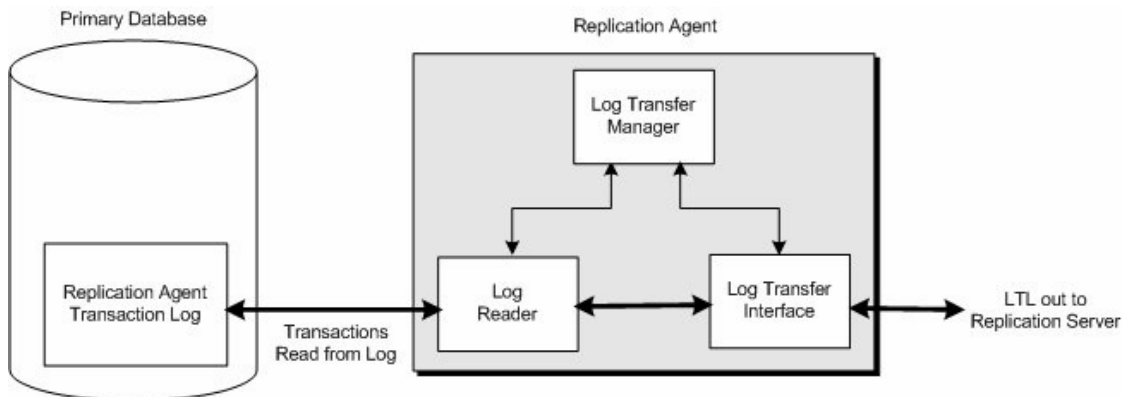 Primary Database
Replication Agent
Log Transfer
Manager
Replication Agent
Transaction Log
Log
Reader
Log Transfer
Interface
LTL out to
Replication Server
Transactions
Read from Log